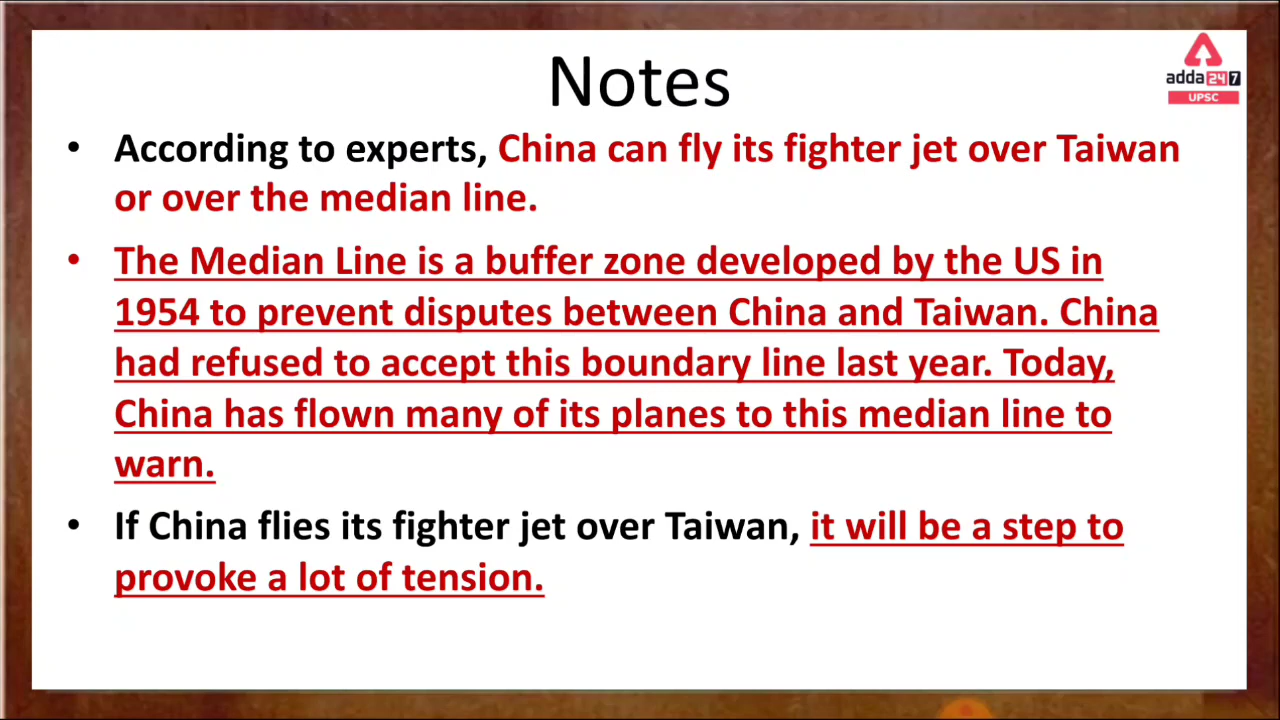 Notes
adda247
UPSC
• According to experts, China can fly its fighter jet over Taiwan
or over the median line.
• The Median Line is a buffer zone developed by the US in
1954 to prevent disputes between China and Taiwan. China
had refused to accept this boundary line last year. Today,
China has flown many of its planes to this median line to
warn.
• If China flies its fighter jet over Taiwan, it will be a step to
provoke a lot of tension.